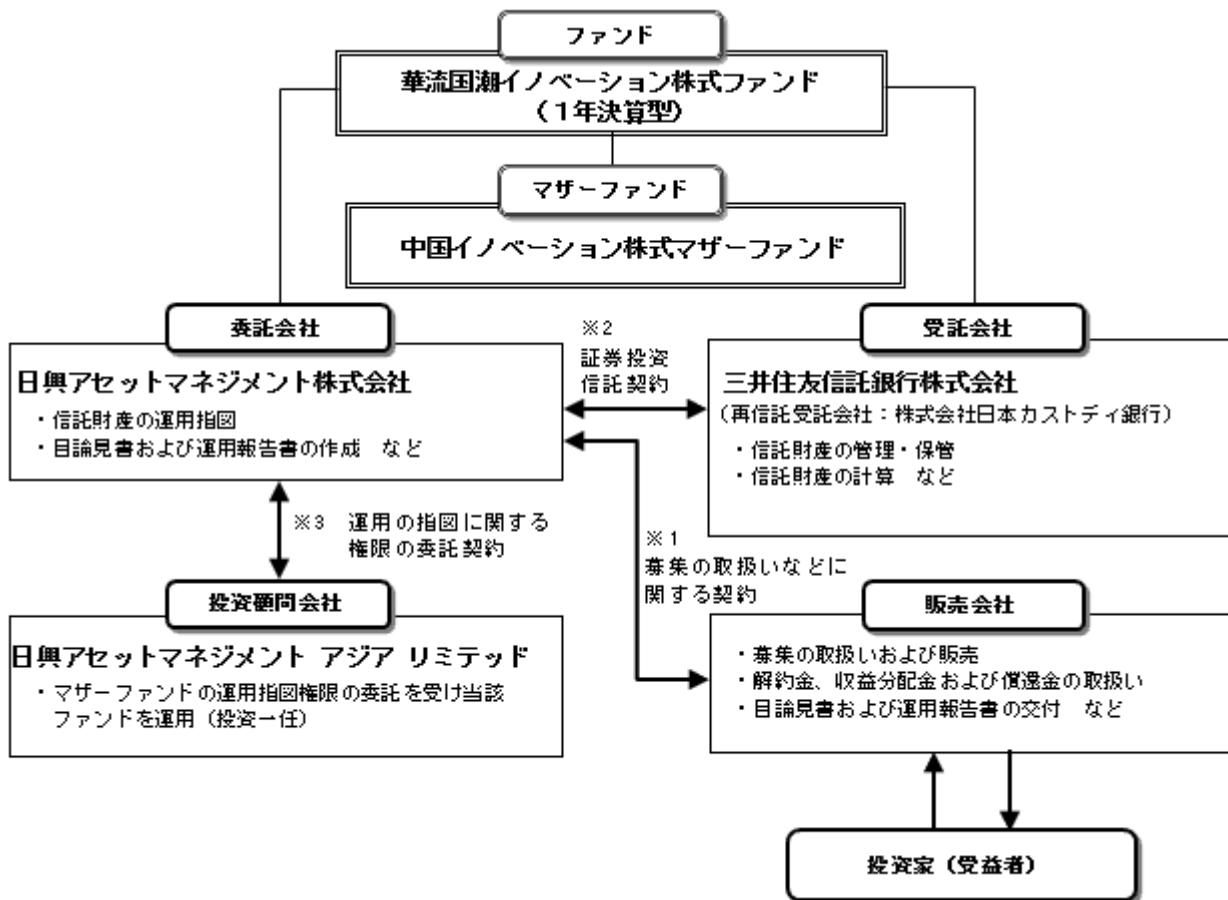 ファンド
華流国潮イノベーション株式ファンド
（１年決算型）
マザーファンド
中国イノベーション株式マザーファンド
委託会社
日興アセットマネジメント株式会社
・信託財産の運用指図
・目論見書および運用報告書の作成　など
※2
証券投資
信託契約
受託会社
三井住友信託銀行株式会社
（再信託受託会社：株式会社日本カストディ銀行）
・信託財産の管理・保管
・信託財産の計算　など
※3　運用の指図に関する
権限の委託契約
※1
募集の取扱いなどに
関する契約
投資顧問会社
日興アセットマネジメント アジア リミテッド
・マザーファンドの運用指図権限の委託を受け当該
ファンドを運用（投資一任）
販売会社
・募集の取扱いおよび販売
・解約金、収益分配金および償還金の取扱い
・目論見書および運用報告書の交付　など
投資家（受益者）